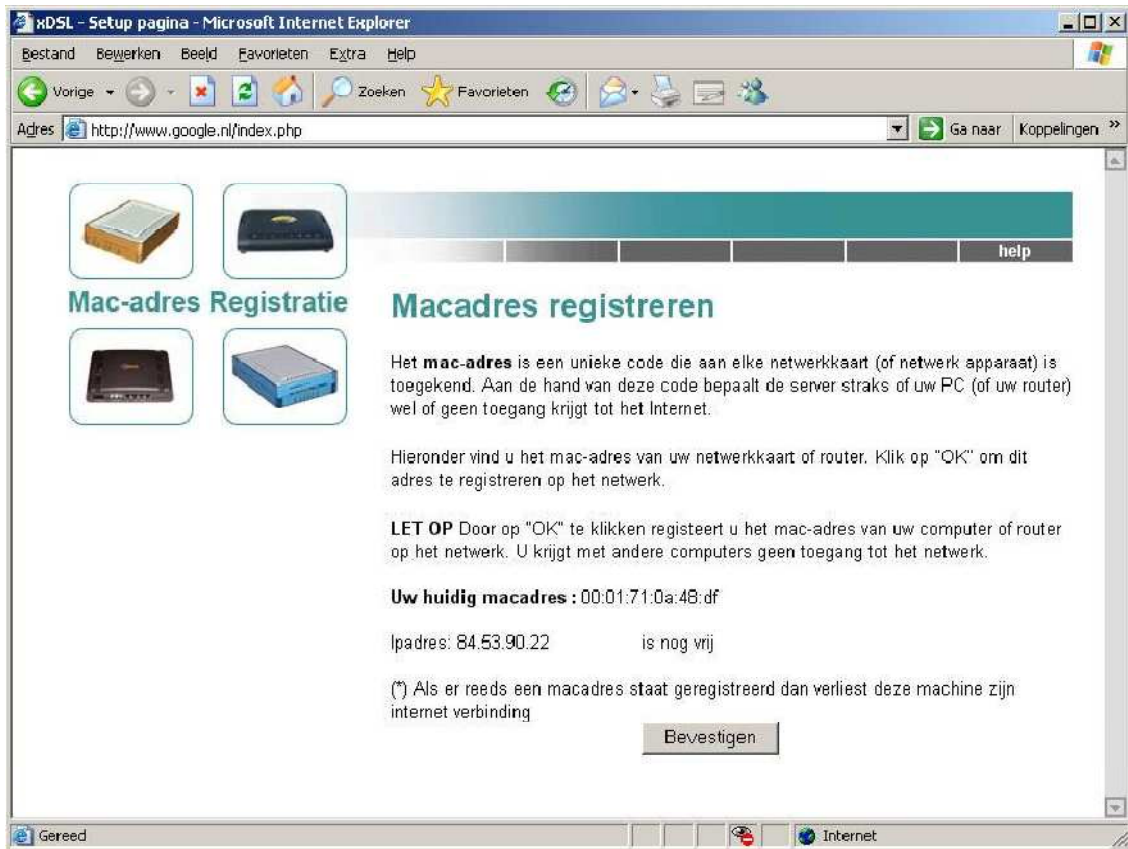 xDSL - Setup pagina - Microsoft Internet Explorer
Bestand Bewerken Beeld Favorieten Extra Help
Vorige Zoeken Favorieten
Adres http://www.google.nl/index.php Ga naar Koppelingen »
help
Mac-adres Registratie
Macadres registreren
Het mac-adres is een unieke code die aan elke netwerkkaart (of netwerk apparaat) is
toegekend. Aan de hand van deze code bepaalt de server straks of uw PC (of uw router)
wel of geen toegang krijgt tot het Internet.
Hieronder vind u het mac-adres van uw netwerkkaart of router. Klik op "OK" om dit
adres te registreren op het netwerk.
LET OP Door op "OK" te klikken registeert u het mac-adres van uw computer of router
op het netwerk. U krijgt met andere computers geen toegang tot het netwerk.
Uw huidig macadres : 00:01:71:0a:48:df
Ipadres: 84.53.90.22 is nog vrij
(*) Als er reeds een macadres staat geregistreerd dan verliest deze machine zijn
internet verbinding
Bevestigen
Gereed Internet